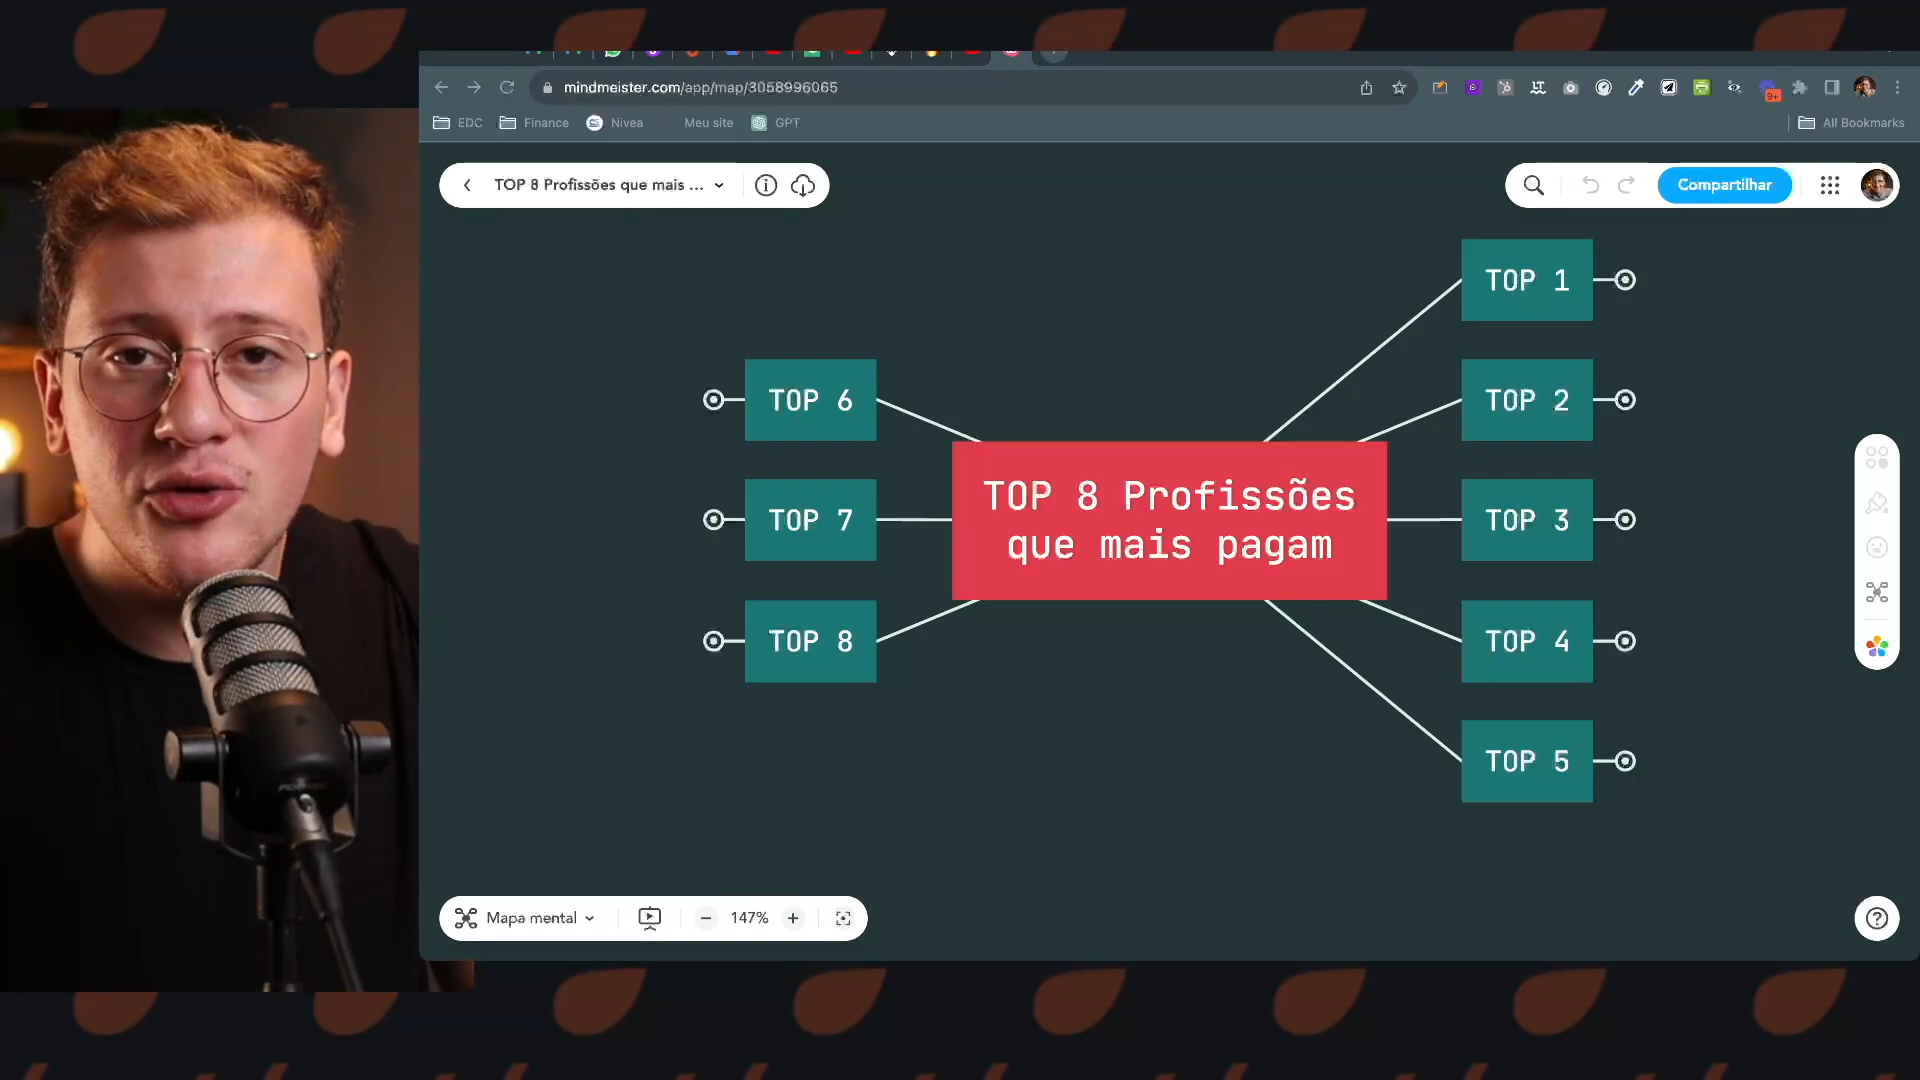 mindmeister.com/app/map/3058996065
9+
EDC
Finance
Nivea
Meu site
GPT
All Bookmarks
TOP 8 Profissões que mais ...
Compartilhar
TOP 1
TOP 2
TOP 3
TOP 4
TOP 5
TOP 6
TOP 7
TOP 8
TOP 8 Profissões
que mais pagam
Mapa mental
147%